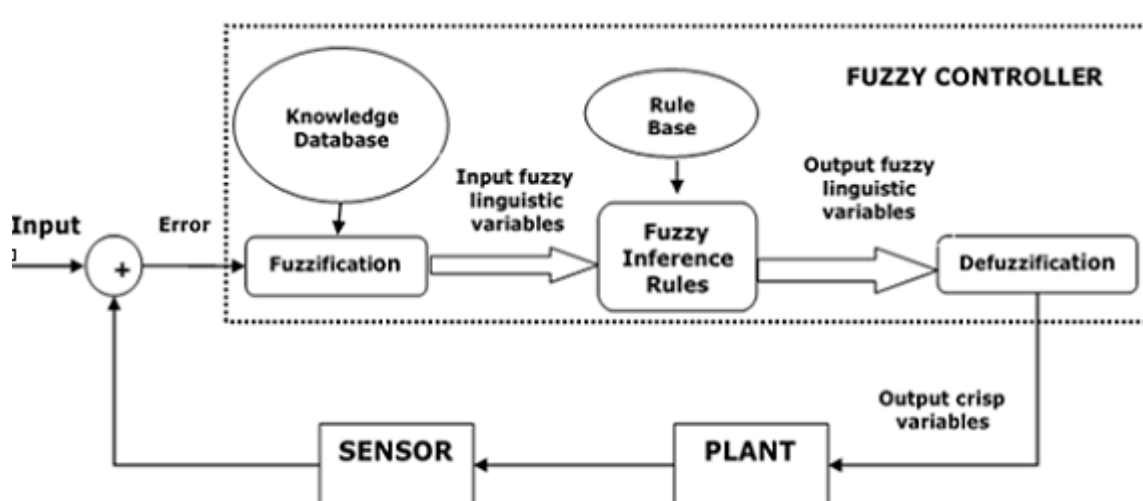 FUZZY CONTROLLER
Knowledge
Database
Rule
Base
Input fuzzy
linguistic
variables
Output fuzzy
linguistic
variables
Input
Error
+
Fuzzification
Fuzzy
Inference
Rules
Defuzzification
Output crisp
variables
SENSOR
PLANT